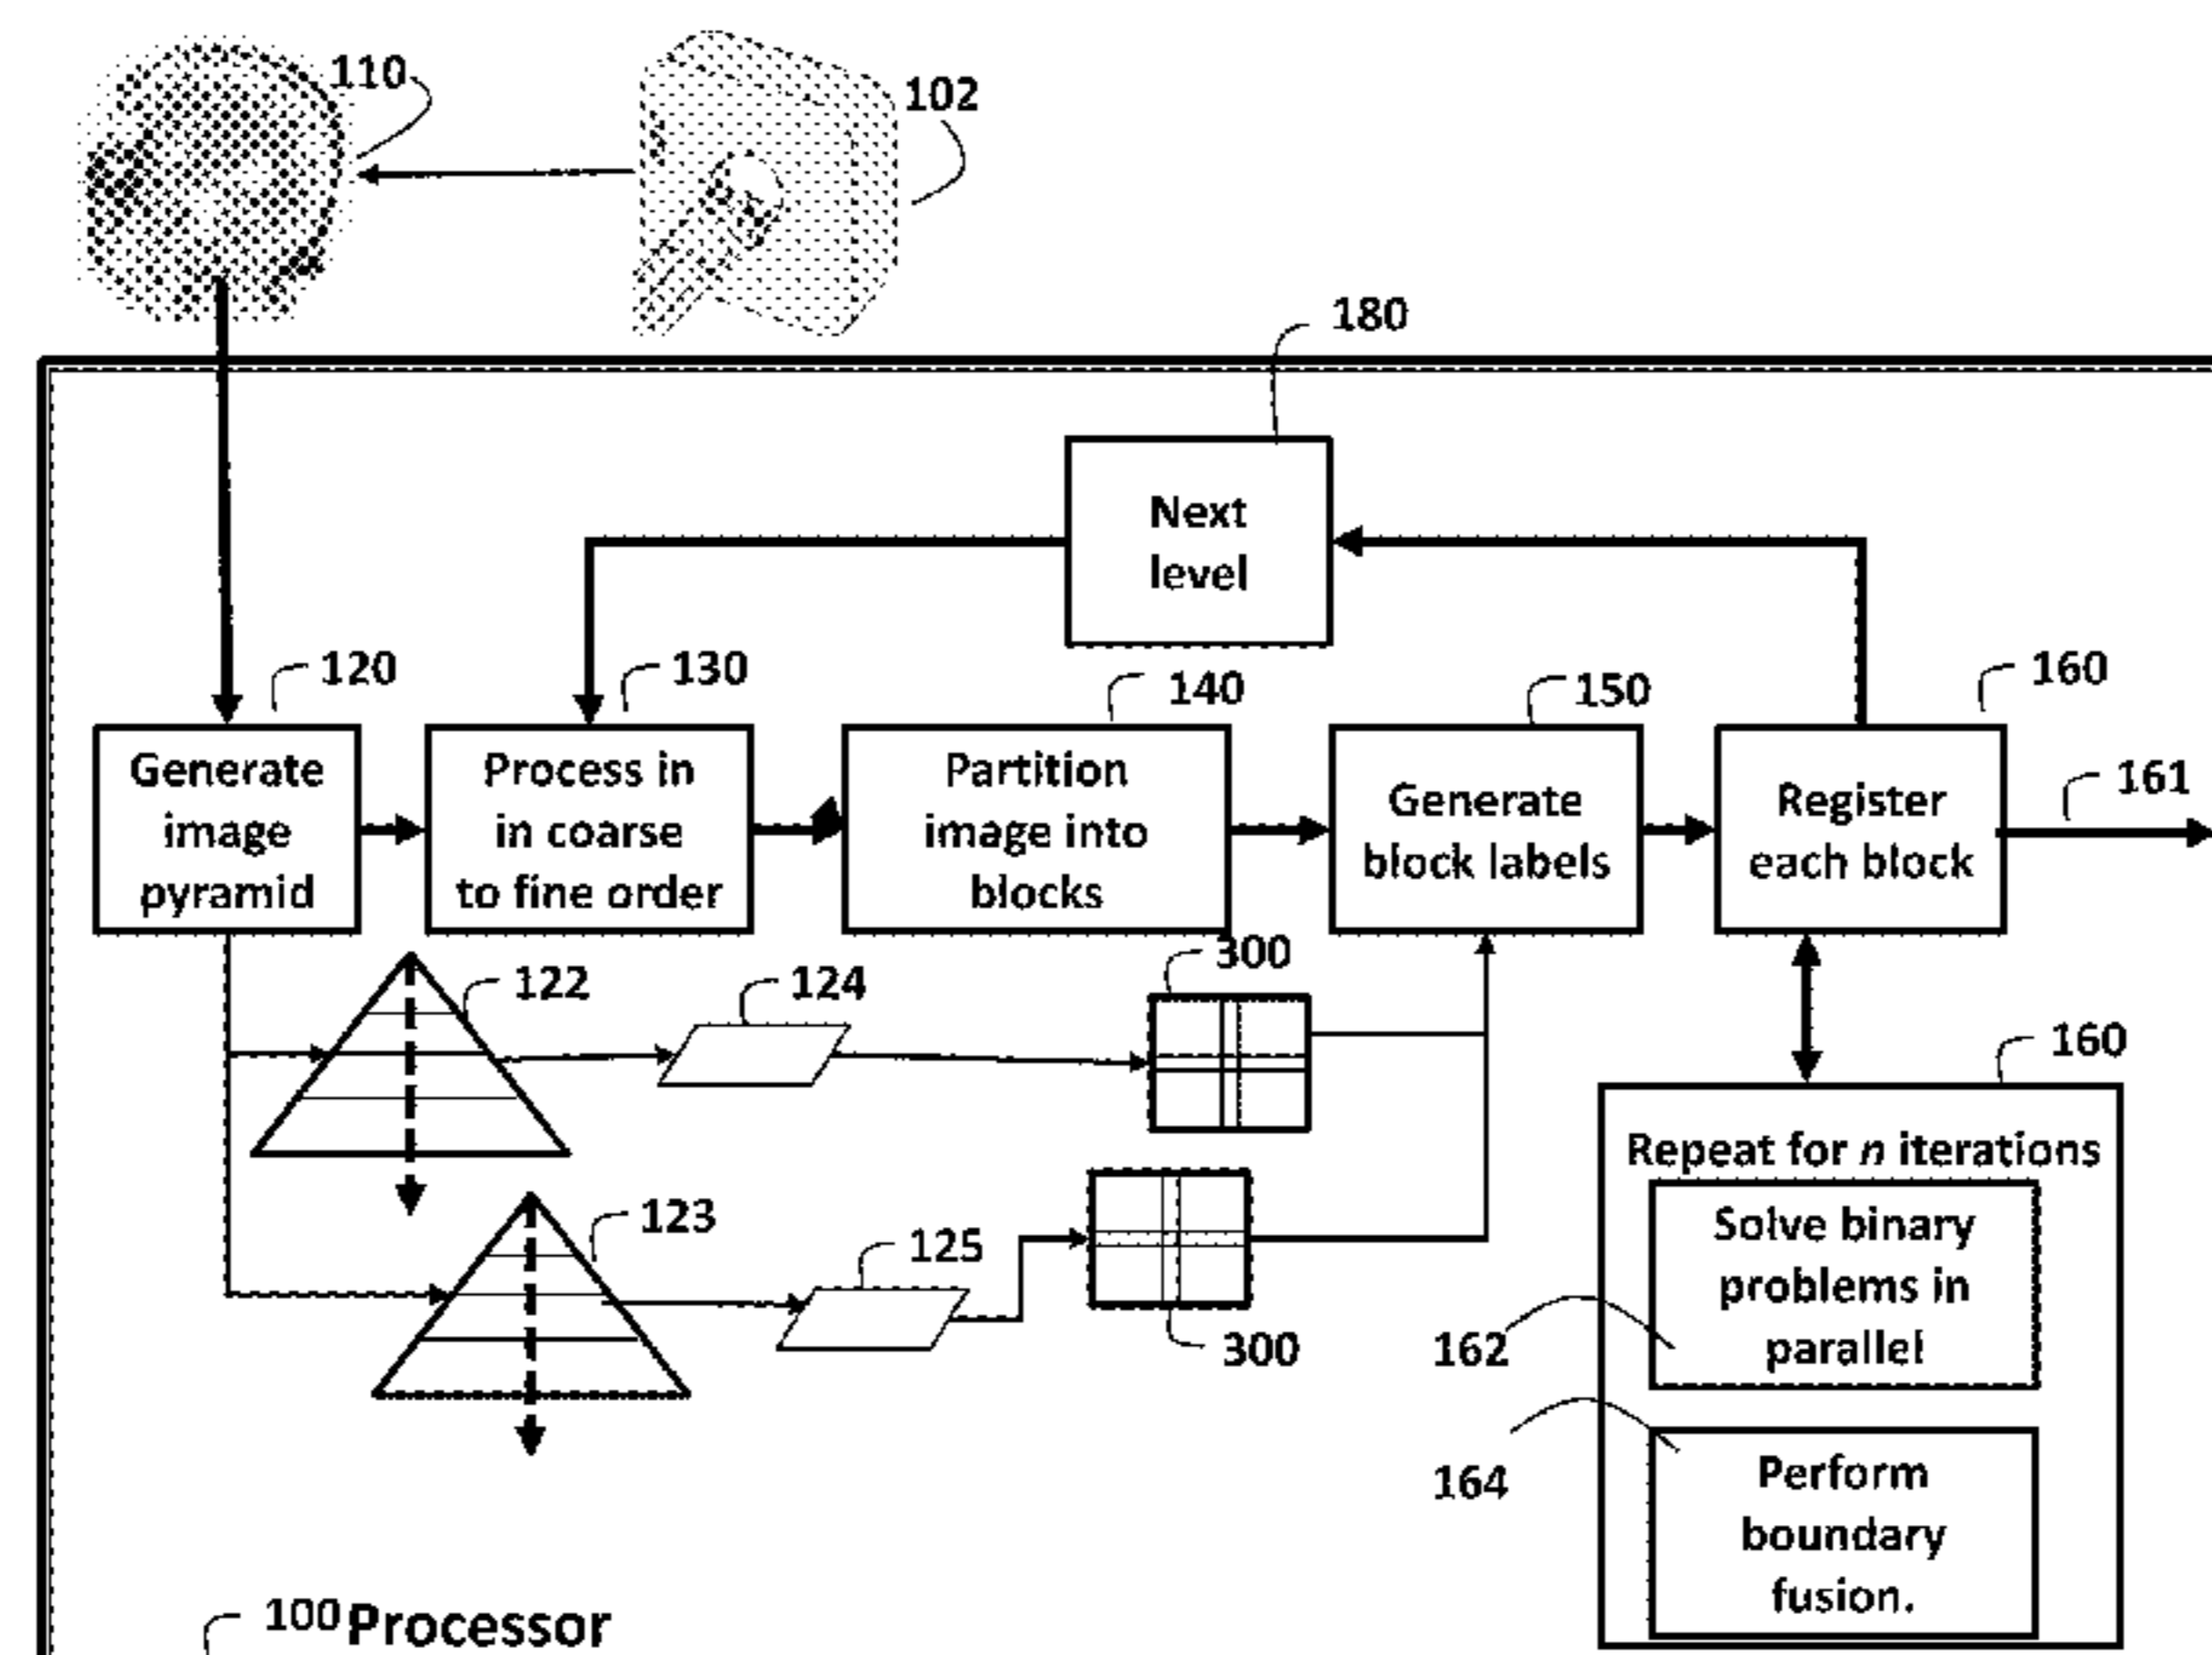 110
102
180
Next
level
120
130
140
150
160
161
Generate
image
pyramid
Process in
in coarse
to fine order
Partition
image into
blocks
Generate
block labels
Register
each block
300
122
124
160
123
125
300
Repeat for n iterations
Solve binary
problems in
parallel
162
164
Perform
boundary
fusion.
100 Processor